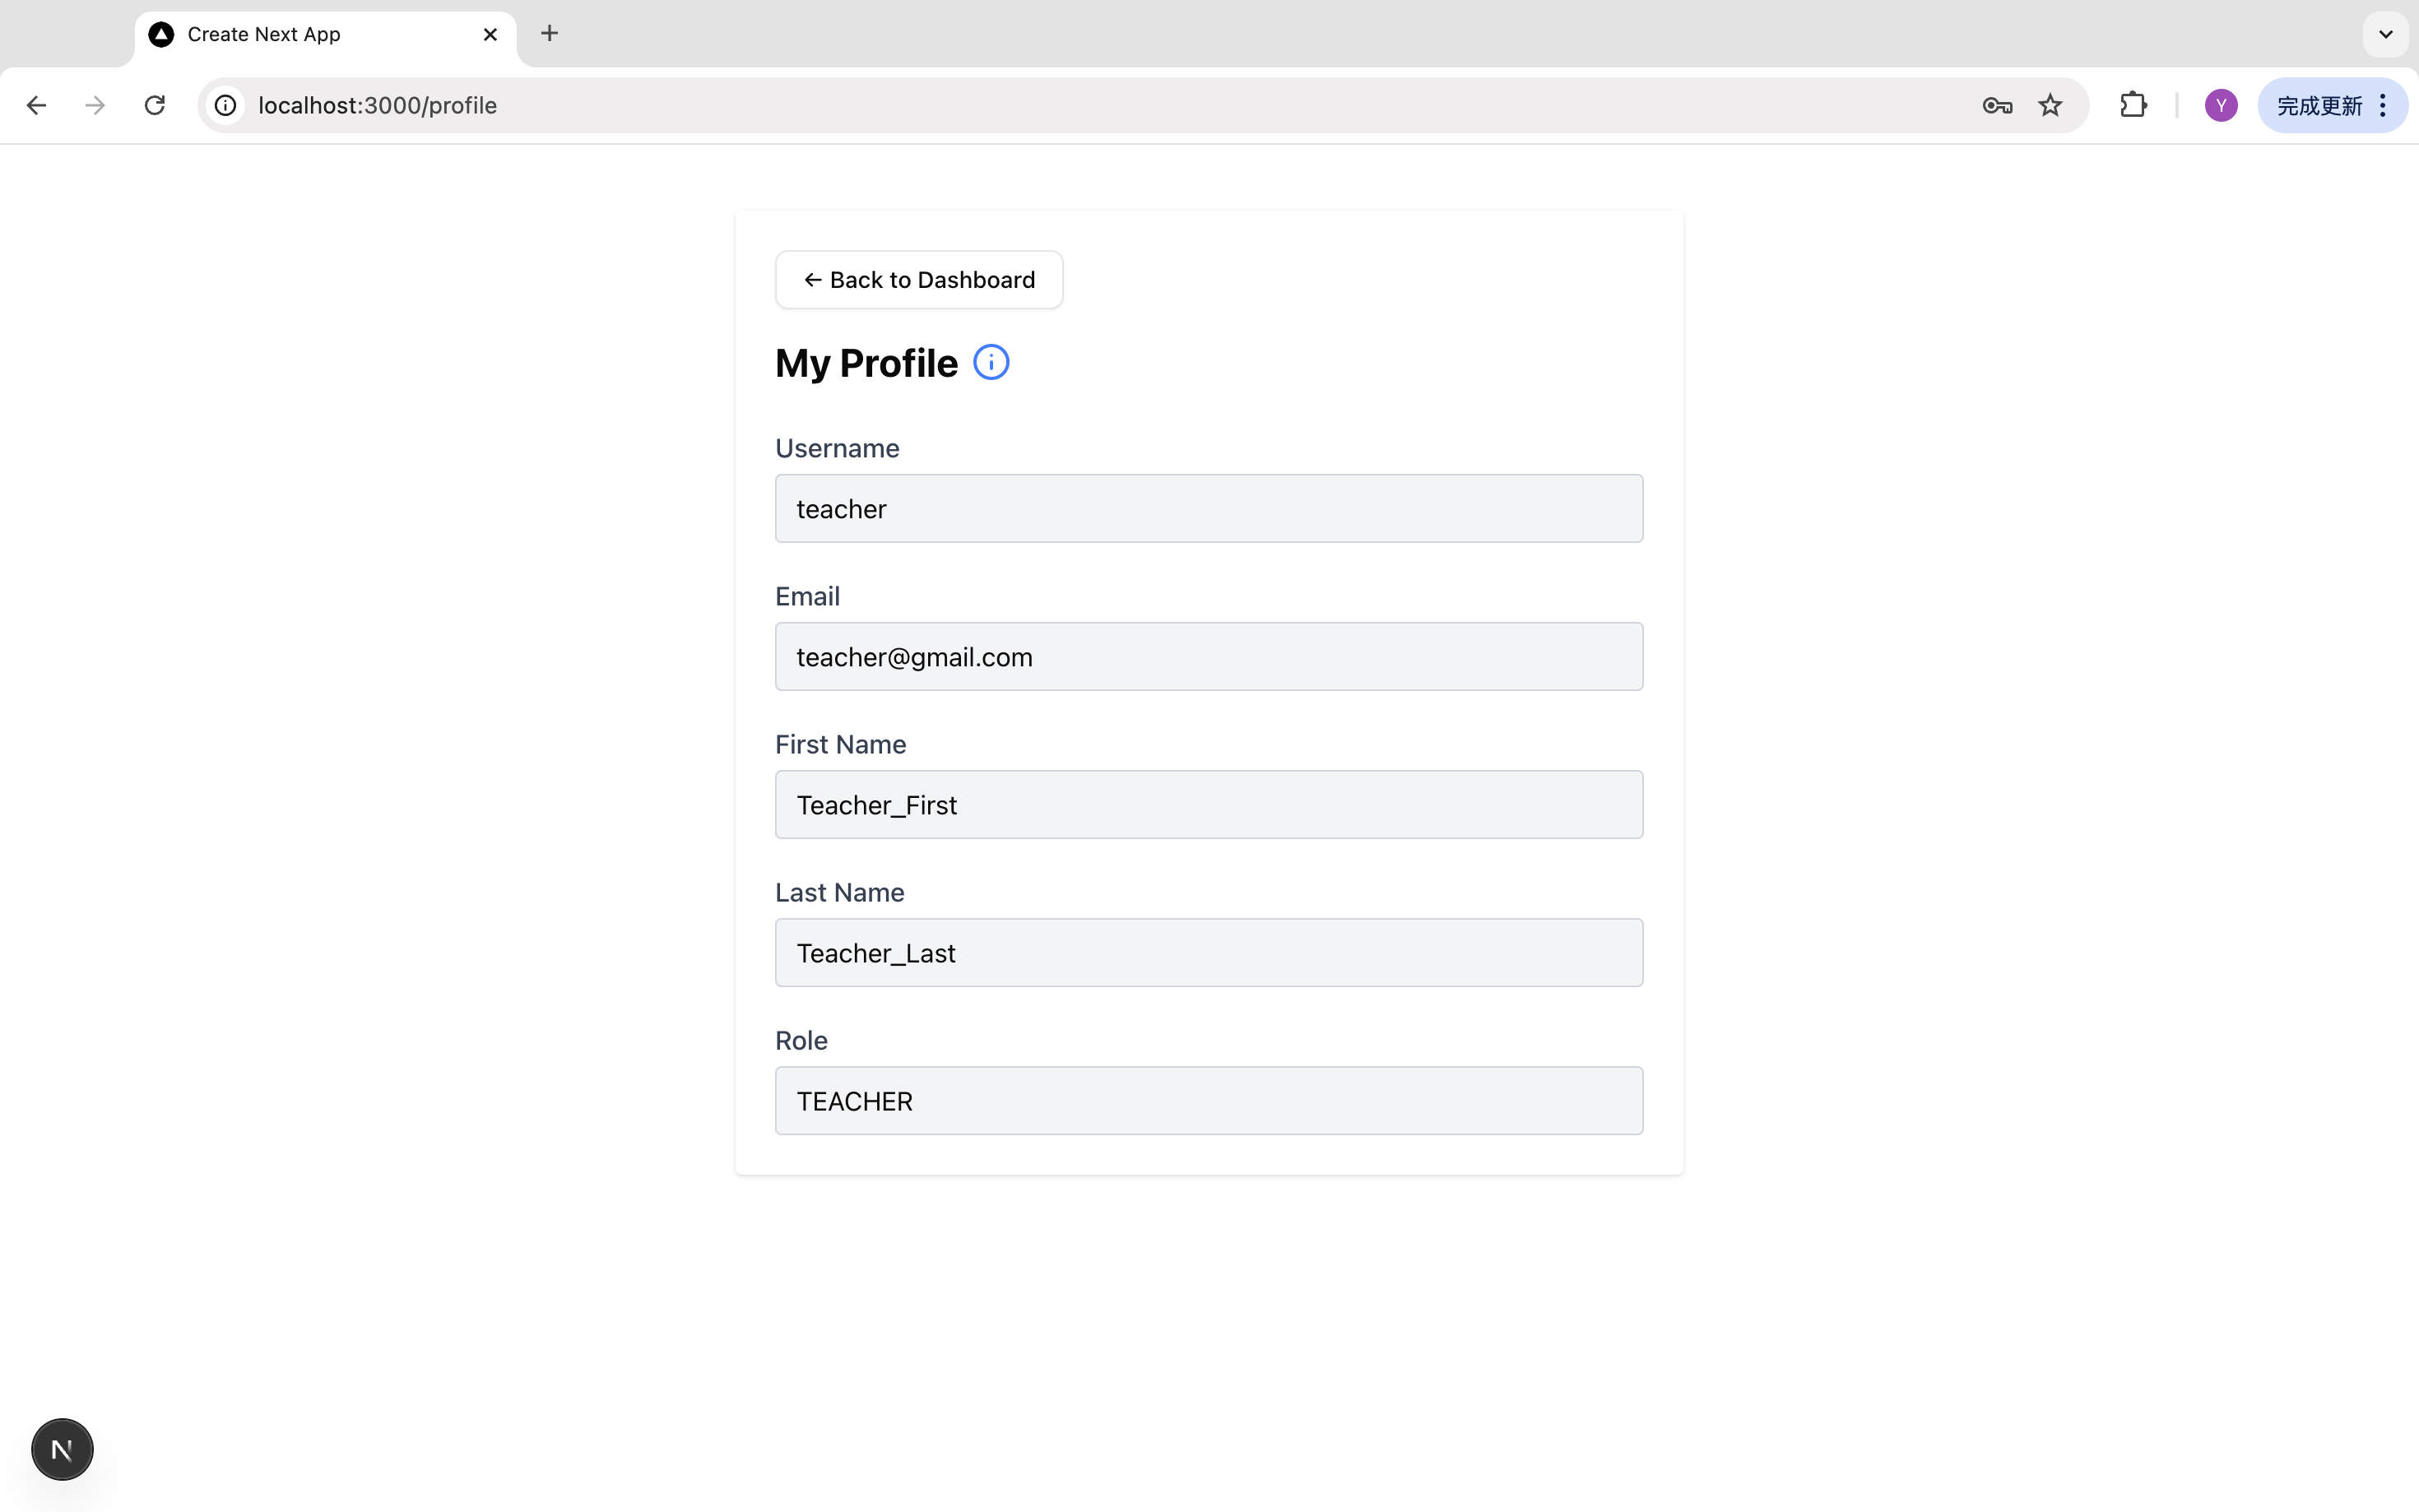 Create Next App
localhost:3000/profile
Y
完成更新
← Back to Dashboard
My Profile
Username
teacher
Email
teacher@gmail.com
First Name
Teacher_First
Last Name
Teacher_Last
Role
TEACHER
N